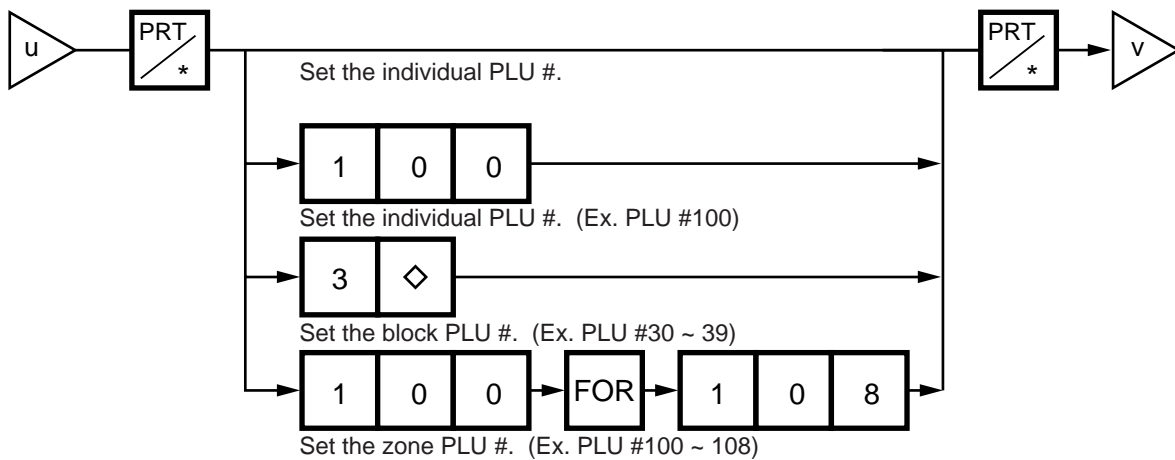 u PRT * PRT * v
Set the individual PLU #.
1 0 0
Set the individual PLU #. (Ex. PLU #100)
3 ◇
Set the block PLU #. (Ex. PLU #30 ~ 39)
1 0 0 FOR 1 0 8
Set the zone PLU #. (Ex. PLU #100 ~ 108)